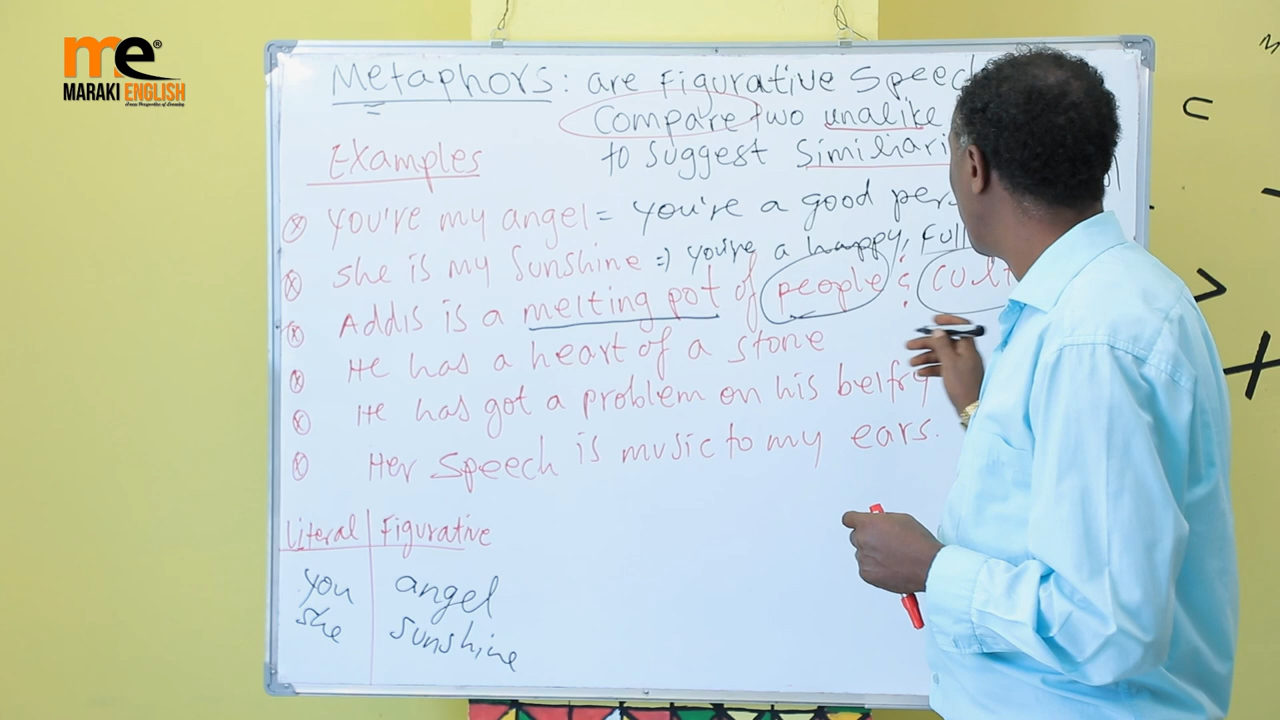 me®
MARAKI ENGLISH
Metaphors: are Figurative Speec
Compare two unalike
to suggest similiari
Examples
You're my angel = you're a good per
she is my sunshine => you're a happy, full
Addis is a melting pot of people & cult
He has a heart of a stone
He has got a problem on his belfry
Her speech is music to my ears.
Literal Figurative
you angel
she sunshine